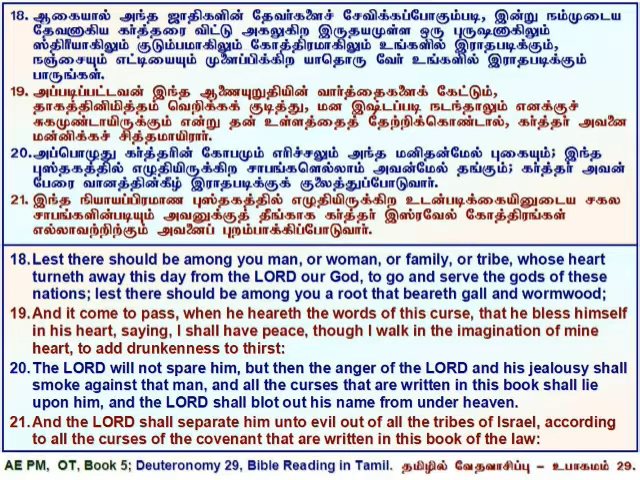 18. ஆகையால் அந்த ஜாதிகளின் தேவர்களைச் சேவிக்கப்போகும்படி, இன்று நம்முடைய
தேவனாகிய கர்த்தரை விட்டு அகலுகிற இருதயமுள்ள ஒரு புருஷனாகிலும்
ஸ்திரீயாகிலும் குடும்பமாகிலும் கோத்திரமாகிலும் உங்களில் இராதபடிக்கும்,
நஞ்சையும் எட்டியையும் முளைப்பிக்கிற யாதொரு வேர் உங்களில் இராதபடிக்கும்
பாருங்கள்.
19. அப்படிப்பட்டவன் இந்த ஆணையுறுதியின் வார்த்தைகளைக் கேட்டும்,
தாகத்தினிமித்தம் வெறிக்கக் குடித்து, மன இஷ்டப்படி நடந்தாலும் எனக்குச்
சுகமுண்டாயிருக்கும் என்று தன் உள்ளத்தைத் தேற்றிக்கொண்டால், கர்த்தர் அவனை
மன்னிக்கச் சித்தமாயிரார்.
20. அப்பொழுது கர்த்தரின் கோபமும் எரிச்சலும் அந்த மனிதன்மேல் புகையும்; இந்த
புஸ்தகத்தில் எழுதியிருக்கிற சாபங்களெல்லாம் அவன்மேல் தங்கும்; கர்த்தர் அவன்
பேரை வானத்தின்கீழ் இராதபடிக்குக் குலைத்துப்போடுவார்.
21. இந்த நியாயப்பிரமாண புஸ்தகத்தில் எழுதியிருக்கிற உடன்படிக்கையினுடைய சகல
சாபங்களின்படியும் அவனுக்குத் தீங்காக கர்த்தர் இஸ்ரவேல் கோத்திரங்கள்
எல்லாவற்றிற்கும் அவனைப் புறம்பாக்கிப்போடுவார்.
18. Lest there should be among you man, or woman, or family, or tribe, whose heart
turneth away this day from the LORD our God, to go and serve the gods of these
nations; lest there should be among you a root that beareth gall and wormwood;
19. And it come to pass, when he heareth the words of this curse, that he bless himself
in his heart, saying, I shall have peace, though I walk in the imagination of mine
heart, to add drunkenness to thirst:
20. The LORD will not spare him, but then the anger of the LORD and his jealousy shall
smoke against that man, and all the curses that are written in this book shall lie
upon him, and the LORD shall blot out his name from under heaven.
21. And the LORD shall separate him unto evil out of all the tribes of Israel, according
to all the curses of the covenant that are written in this book of the law:
AE PM, OT, Book 5; Deuteronomy 29, Bible Reading in Tamil. தமிழில் வேதவாசிப்பு – உபாகமம் 29.